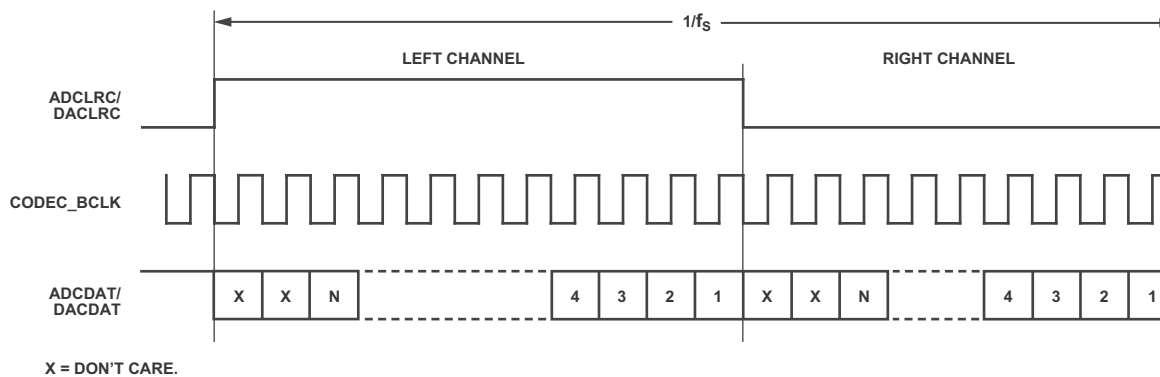 1/fS
LEFT CHANNEL
RIGHT CHANNEL
ADCLRC/
DACLRC
CODEC_BCLK
ADCDAT/
DACDAT
X X N 4 3 2 1 X X N 4 3 2 1
X = DON'T CARE.